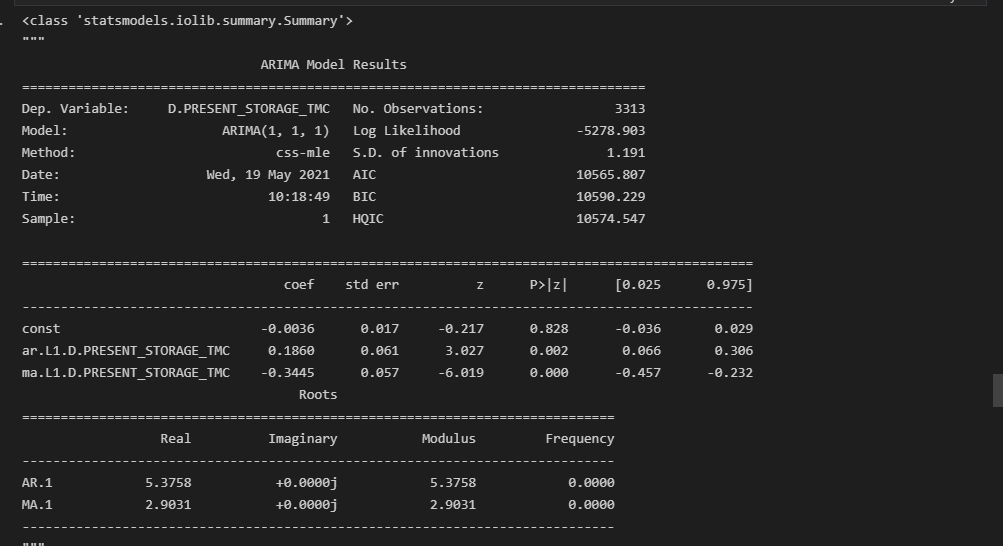 <class 'statsmodels.iolib.summary.Summary'>
"""
ARIMA Model Results
==============================================================================
Dep. Variable: D.PRESENT_STORAGE_TMC No. Observations: 3313
Model: ARIMA(1, 1, 1) Log Likelihood -5278.903
Method: css-mle S.D. of innovations 1.191
Date: Wed, 19 May 2021 AIC 10565.807
Time: 10:18:49 BIC 10590.229
Sample: 1 HQIC 10574.547
===============================================================================================
coef std err z P>|z| [0.025 0.975]
-----------------------------------------------------------------------------------------------
const -0.0036 0.017 -0.217 0.828 -0.036 0.029
ar.L1.D.PRESENT_STORAGE_TMC 0.1860 0.061 3.027 0.002 0.066 0.306
ma.L1.D.PRESENT_STORAGE_TMC -0.3445 0.057 -6.019 0.000 -0.457 -0.232
Roots
=============================================================================
Real Imaginary Modulus Frequency
-----------------------------------------------------------------------------
AR.1 5.3758 +0.0000j 5.3758 0.0000
MA.1 2.9031 +0.0000j 2.9031 0.0000
-----------------------------------------------------------------------------
"""